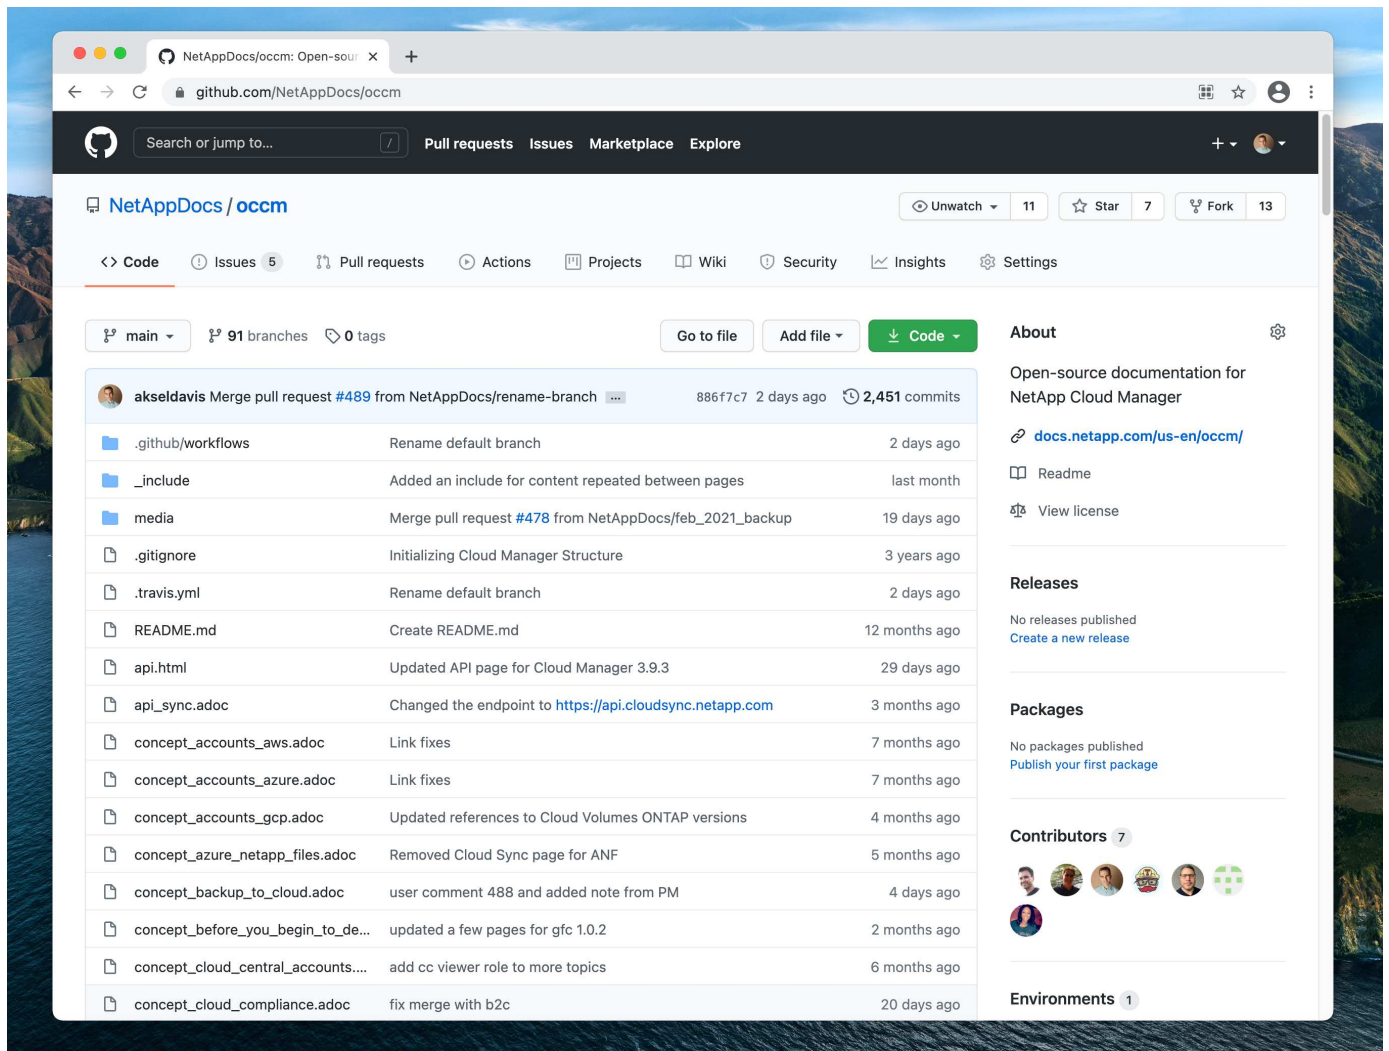 NetAppDocs/occm: Open-sour
github.com/NetAppDocs/occm
Search or jump to... / Pull requests Issues Marketplace Explore
NetAppDocs / occm Unwatch 11 Star 7 Fork 13
Code Issues 5 Pull requests Actions Projects Wiki Security Insights Settings
main 91 branches 0 tags Go to file Add file Code
akseldavis Merge pull request #489 from NetAppDocs/rename-branch ... 886f7c7 2 days ago 2,451 commits
.github/workflows Rename default branch 2 days ago
_include Added an include for content repeated between pages last month
media Merge pull request #478 from NetAppDocs/feb_2021_backup 19 days ago
.gitignore Initializing Cloud Manager Structure 3 years ago
.travis.yml Rename default branch 2 days ago
README.md Create README.md 12 months ago
api.html Updated API page for Cloud Manager 3.9.3 29 days ago
api_sync.adoc Changed the endpoint to https://api.cloudsync.netapp.com 3 months ago
concept_accounts_aws.adoc Link fixes 7 months ago
concept_accounts_azure.adoc Link fixes 7 months ago
concept_accounts_gcp.adoc Updated references to Cloud Volumes ONTAP versions 4 months ago
concept_azure_netapp_files.adoc Removed Cloud Sync page for ANF 5 months ago
concept_backup_to_cloud.adoc user comment 488 and added note from PM 4 days ago
concept_before_you_begin_to_de... updated a few pages for gfc 1.0.2 2 months ago
concept_cloud_central_accounts.... add cc viewer role to more topics 6 months ago
concept_cloud_compliance.adoc fix merge with b2c 20 days ago
About
Open-source documentation for
NetApp Cloud Manager
docs.netapp.com/us-en/occm/
Readme
View license
Releases
No releases published
Create a new release
Packages
No packages published
Publish your first package
Contributors 7
Environments 1